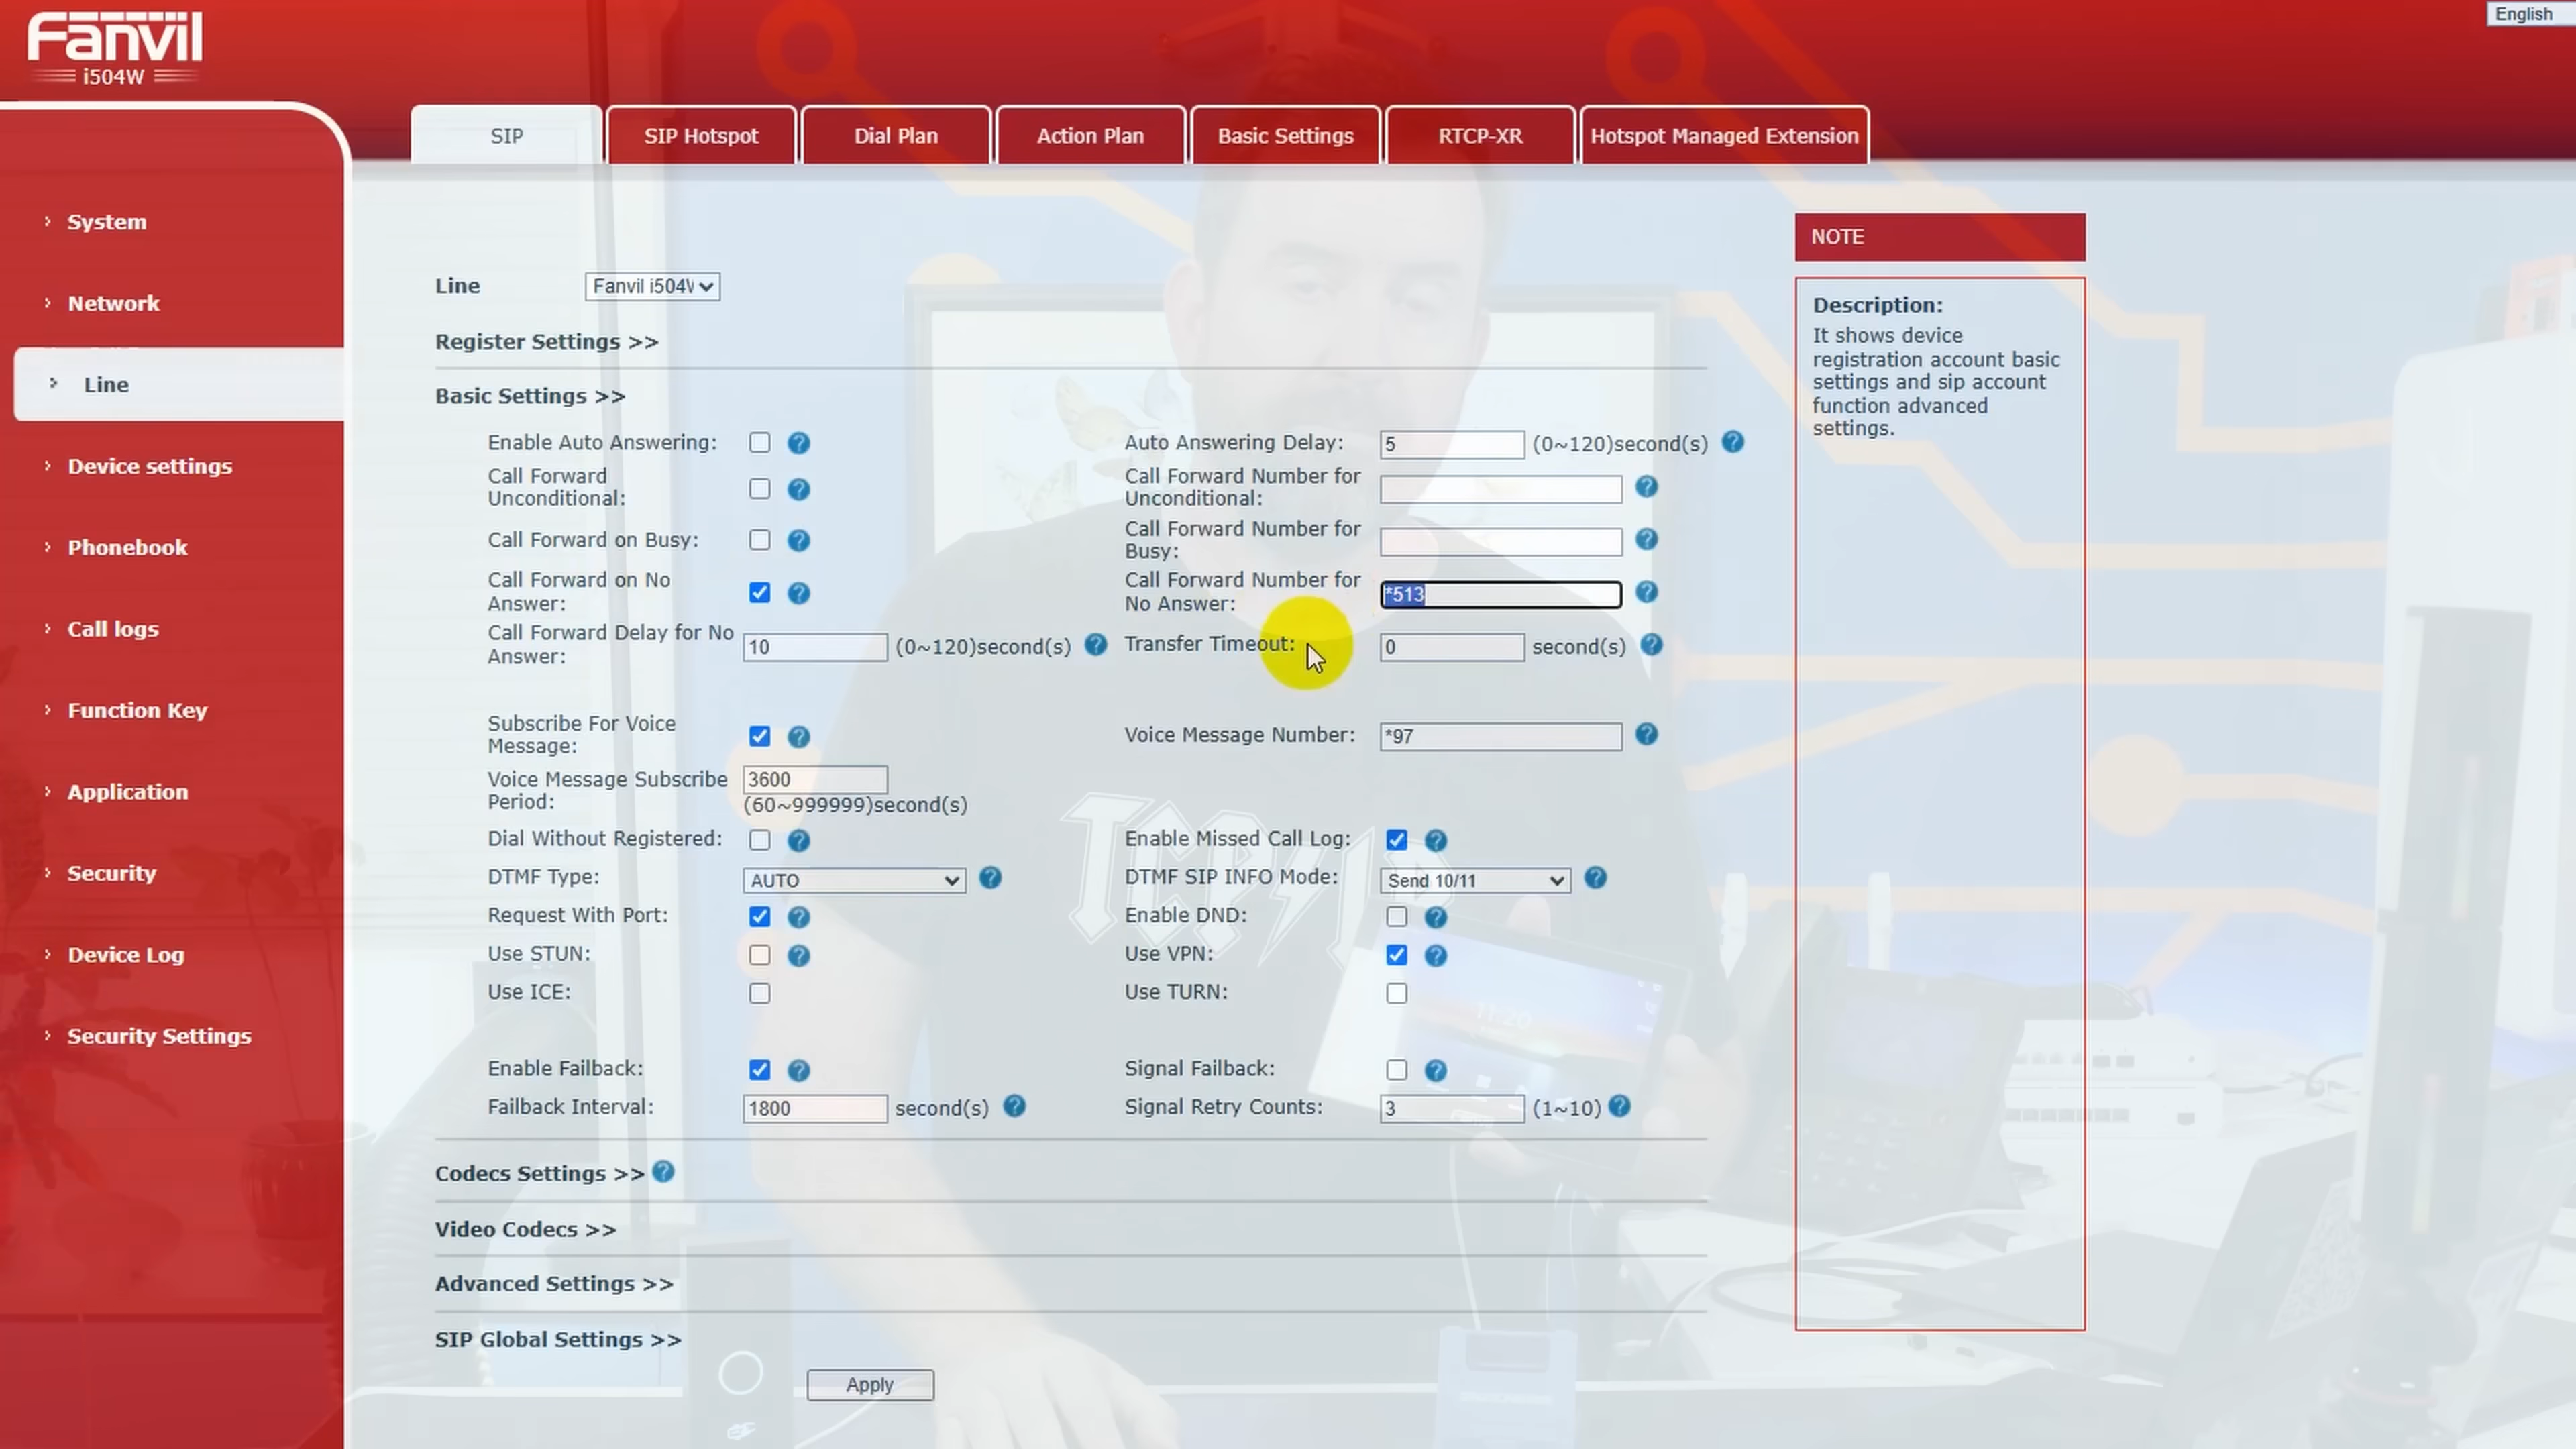 Fanvil
i504W
English
SIP
SIP Hotspot
Dial Plan
Action Plan
Basic Settings
RTCP-XR
Hotspot Managed Extension
System
Network
Line
Device settings
Phonebook
Call logs
Function Key
Application
Security
Device Log
Security Settings
Line Fanvil i504W
Register Settings >>
Basic Settings >>
Enable Auto Answering:
Auto Answering Delay: 5 (0~120)second(s)
Call Forward
Unconditional:
Call Forward Number for
Unconditional:
Call Forward on Busy:
Call Forward Number for
Busy:
Call Forward on No
Answer:
Call Forward Number for
No Answer: *513
Call Forward Delay for No
Answer: 10 (0~120)second(s)
Transfer Timeout: 0 second(s)
Subscribe For Voice
Message:
Voice Message Number: *97
Voice Message Subscribe
Period: 3600
(60~999999)second(s)
Dial Without Registered:
Enable Missed Call Log:
DTMF Type: AUTO
DTMF SIP INFO Mode: Send 10/11
Request With Port:
Enable DND:
Use STUN:
Use VPN:
Use ICE:
Use TURN:
Enable Failback:
Signal Failback:
Failback Interval: 1800 second(s)
Signal Retry Counts: 3 (1~10)
Codecs Settings >>
Video Codecs >>
Advanced Settings >>
SIP Global Settings >>
Apply
NOTE
Description:
It shows device
registration account basic
settings and sip account
function advanced
settings.
TCP/IP
11:20